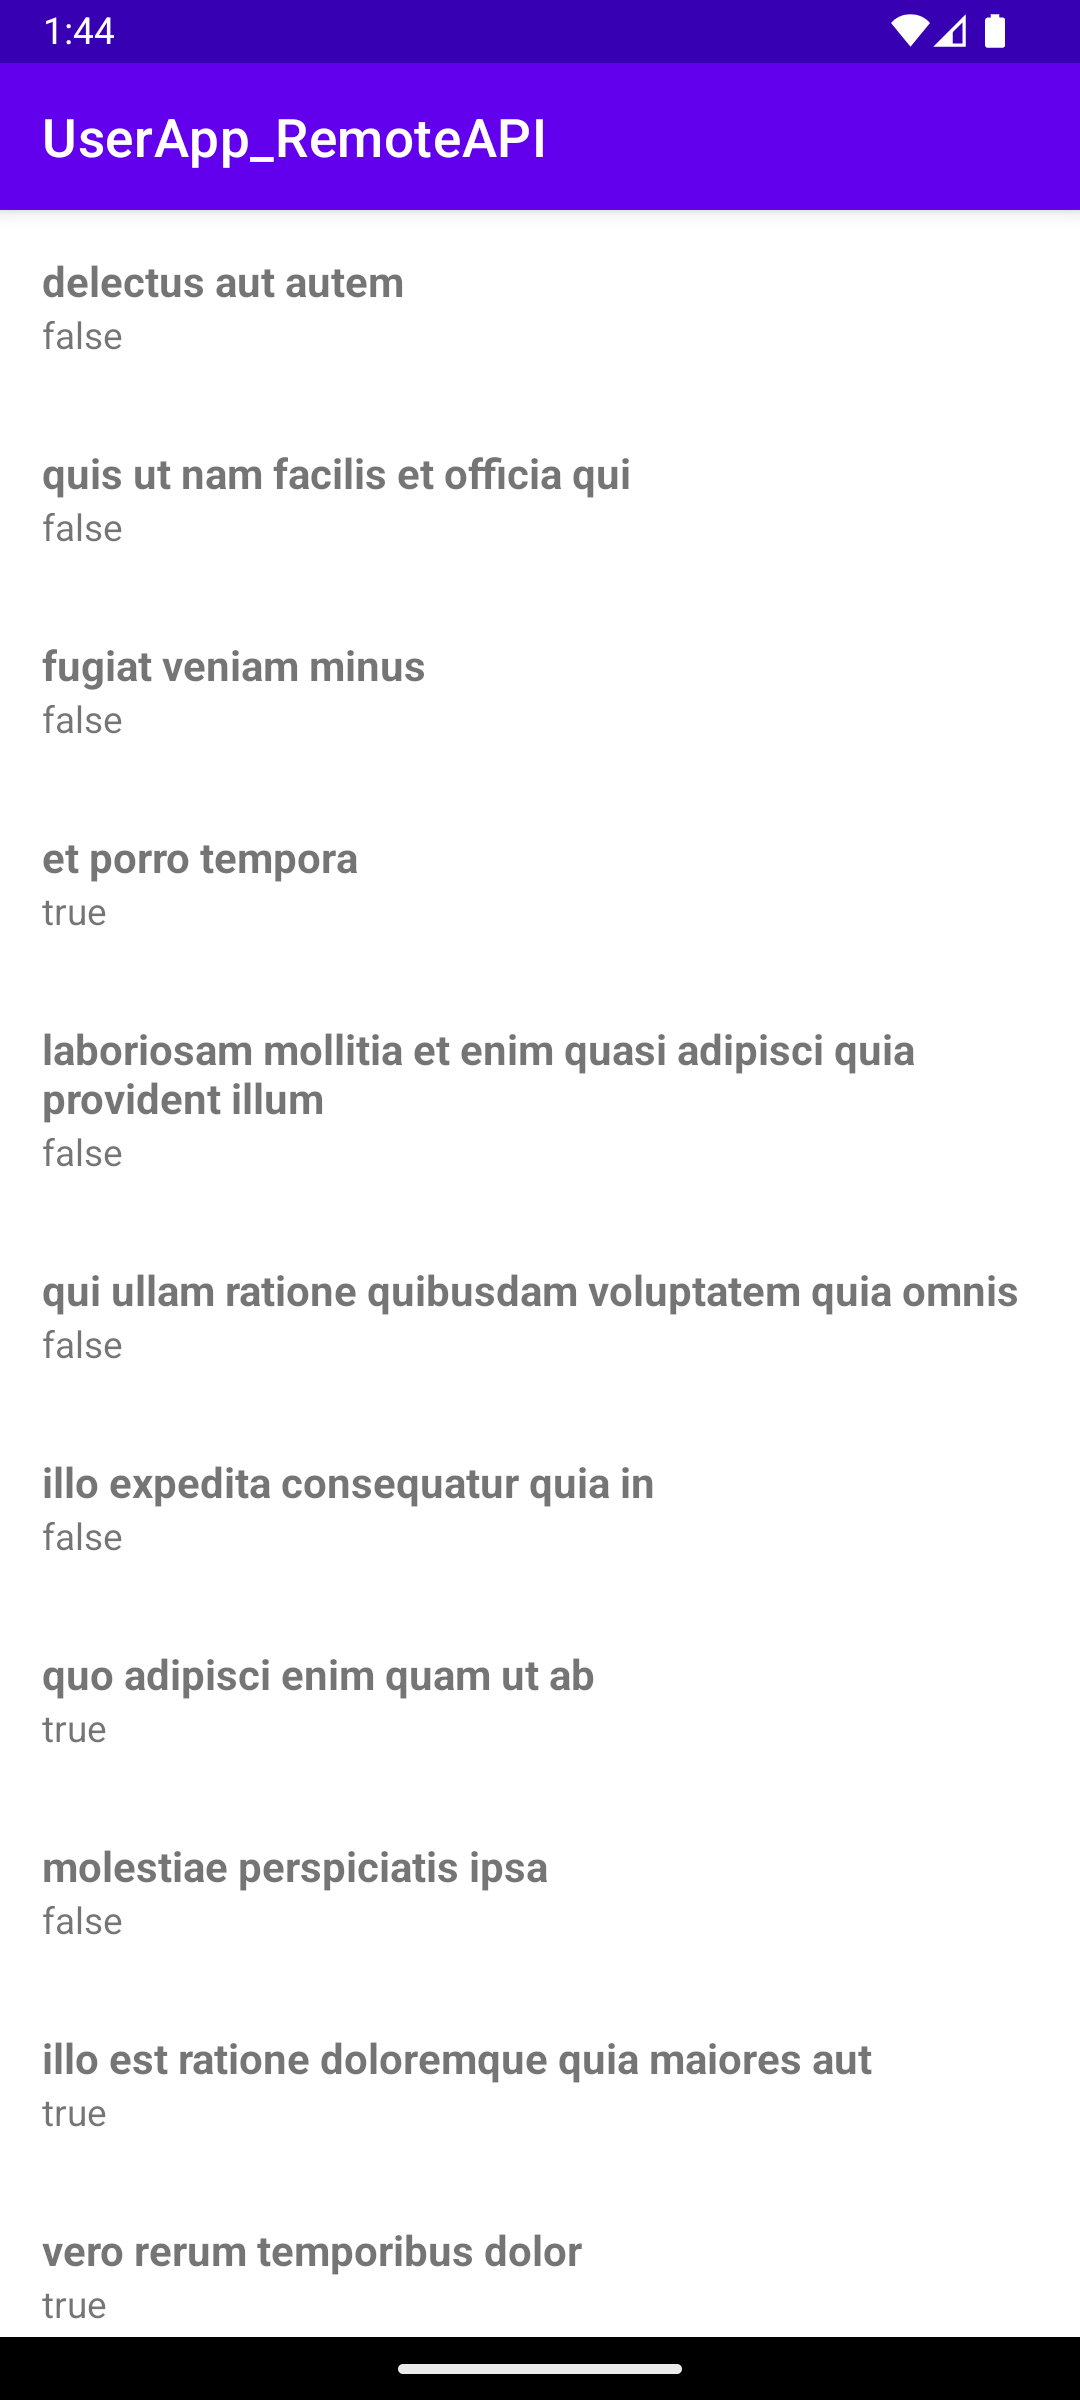 1:44
UserApp_RemoteAPI
delectus aut autem
false
quis ut nam facilis et officia qui
false
fugiat veniam minus
false
et porro tempora
true
laboriosam mollitia et enim quasi adipisci quia
provident illum
false
qui ullam ratione quibusdam voluptatem quia omnis
false
illo expedita consequatur quia in
false
quo adipisci enim quam ut ab
true
molestiae perspiciatis ipsa
false
illo est ratione doloremque quia maiores aut
true
vero rerum temporibus dolor
true